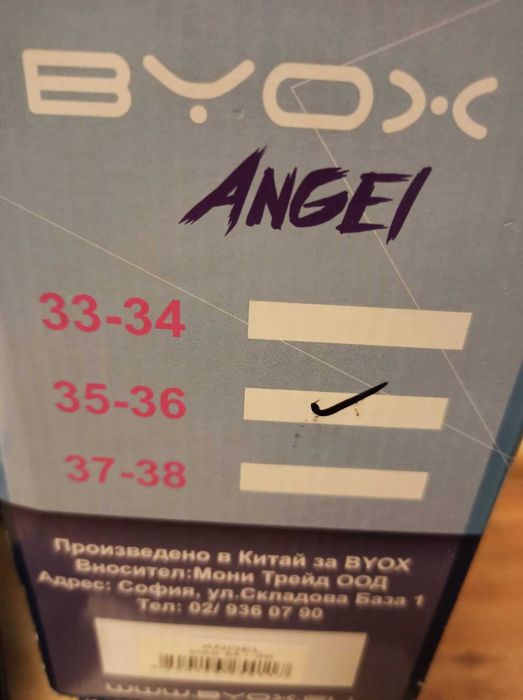 BYOX
ANGEL
33-34
35-36
37-38
Произведено в Китай за BYOX
Вносител:Мони Трейд ООД
Адрес: София, ул.Складова База 1
Тел: 02/ 936 07 90
ANGEL